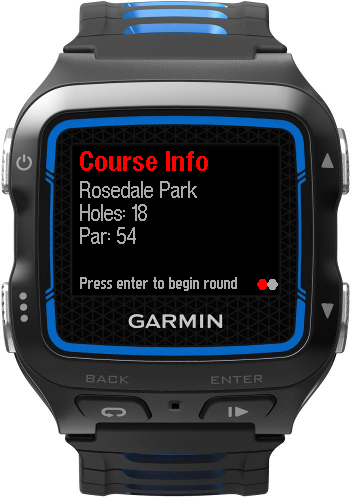 Course Info
Rosedale Park
Holes: 18
Par: 54
Press enter to begin round
GARMIN
BACK
ENTER